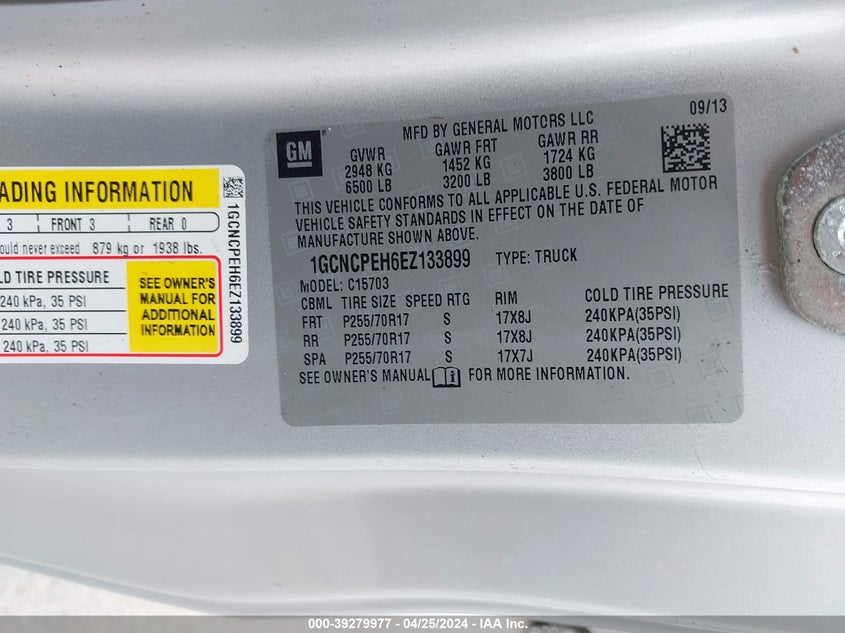 ADING INFORMATION
3 FRONT 3 REAR 0
ould never exceed 879 kg or 1938 lbs.
LD TIRE PRESSURE
240 kPa, 35 PSI
240 kPa, 35 PSI
240 kPa, 35 PSI
SEE OWNER'S
MANUAL FOR
ADDITIONAL
INFORMATION
1GCNCPEH6EZ133899
GM
09/13
MFD BY GENERAL MOTORS LLC
GVWR GAWR FRT GAWR RR
2948 KG 1452 KG 1724 KG
6500 LB 3200 LB 3800 LB
THIS VEHICLE CONFORMS TO ALL APPLICABLE U.S. FEDERAL MOTOR
VEHICLE SAFETY STANDARDS IN EFFECT ON THE DATE OF
MANUFACTURE SHOWN ABOVE.
1GCNCPEH6EZ133899 TYPE: TRUCK
MODEL: C15703
CBML TIRE SIZE SPEED RTG RIM COLD TIRE PRESSURE
FRT P255/70R17 S 17X8J 240KPA(35PSI)
RR P255/70R17 S 17X8J 240KPA(35PSI)
SPA P255/70R17 S 17X7J 240KPA(35PSI)
SEE OWNER'S MANUAL FOR MORE INFORMATION.
000-39279977 - 04/25/2024 - IAA Inc.